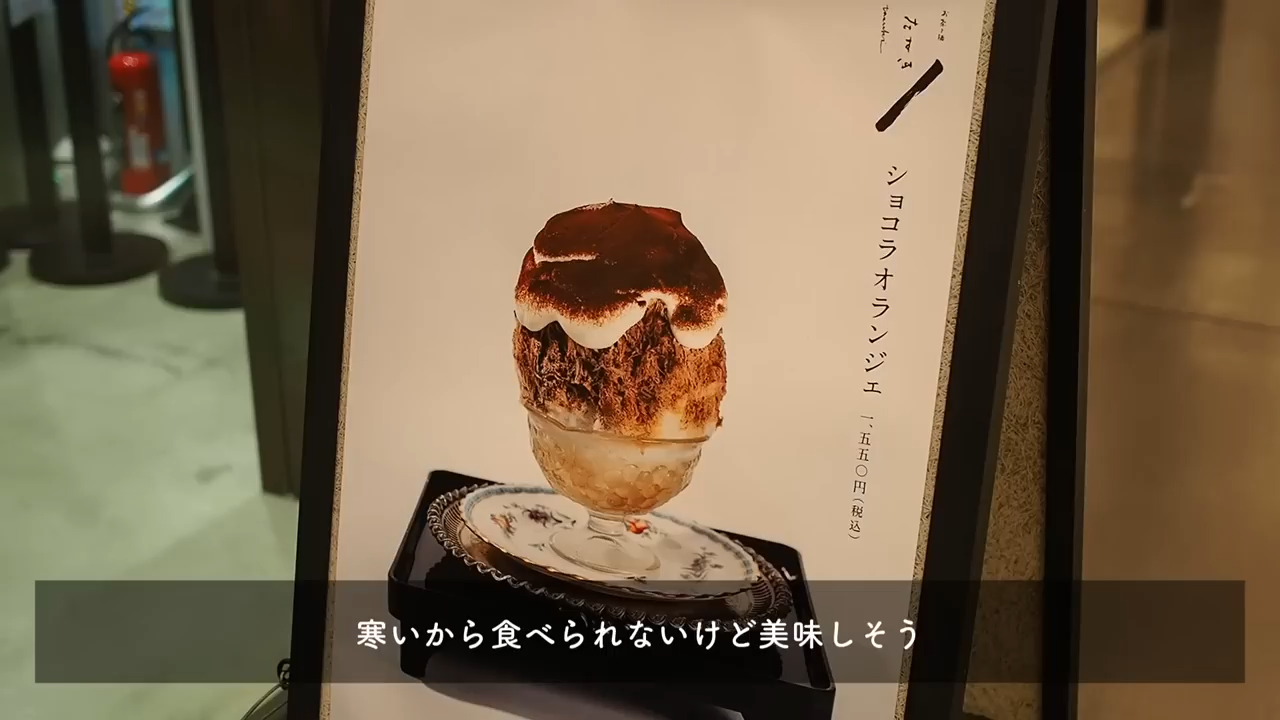 ショコラオランジェ
一、五五〇円(税込)
寒いから食べられないけど美味しそう